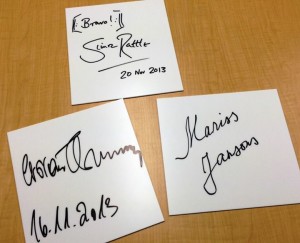 [:Bravo!:]
Simon Rattle
20 Nov 2013
16.11.2013
Mariss
Jansons